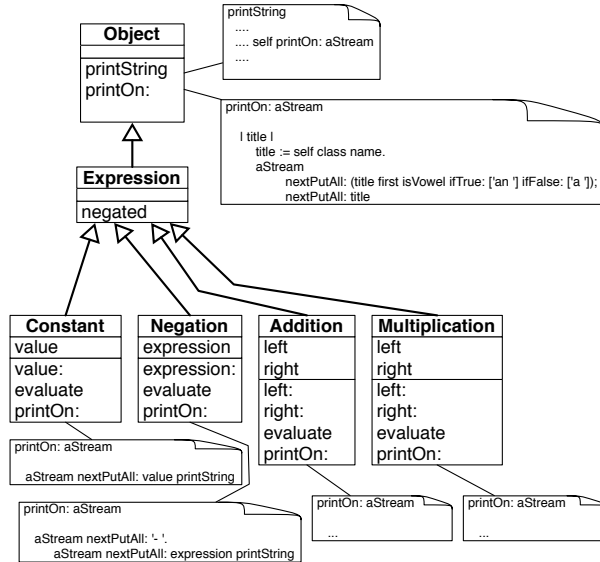 Object
printString
printOn:
printString
....
.... self printOn: aStream
....
printOn: aStream
| title |
title := self class name.
aStream
nextPutAll: (title first isVowel ifTrue: ['an '] ifFalse: ['a ']);
nextPutAll: title
Expression
negated
Constant
value
value:
evaluate
printOn:
Negation
expression
expression:
evaluate
printOn:
Addition
left
right
left:
right:
evaluate
printOn:
Multiplication
left
right
left:
right:
evaluate
printOn:
printOn: aStream
aStream nextPutAll: value printString
printOn: aStream
aStream nextPutAll: '- '.
aStream nextPutAll: expression printString
printOn: aStream
...
printOn: aStream
...